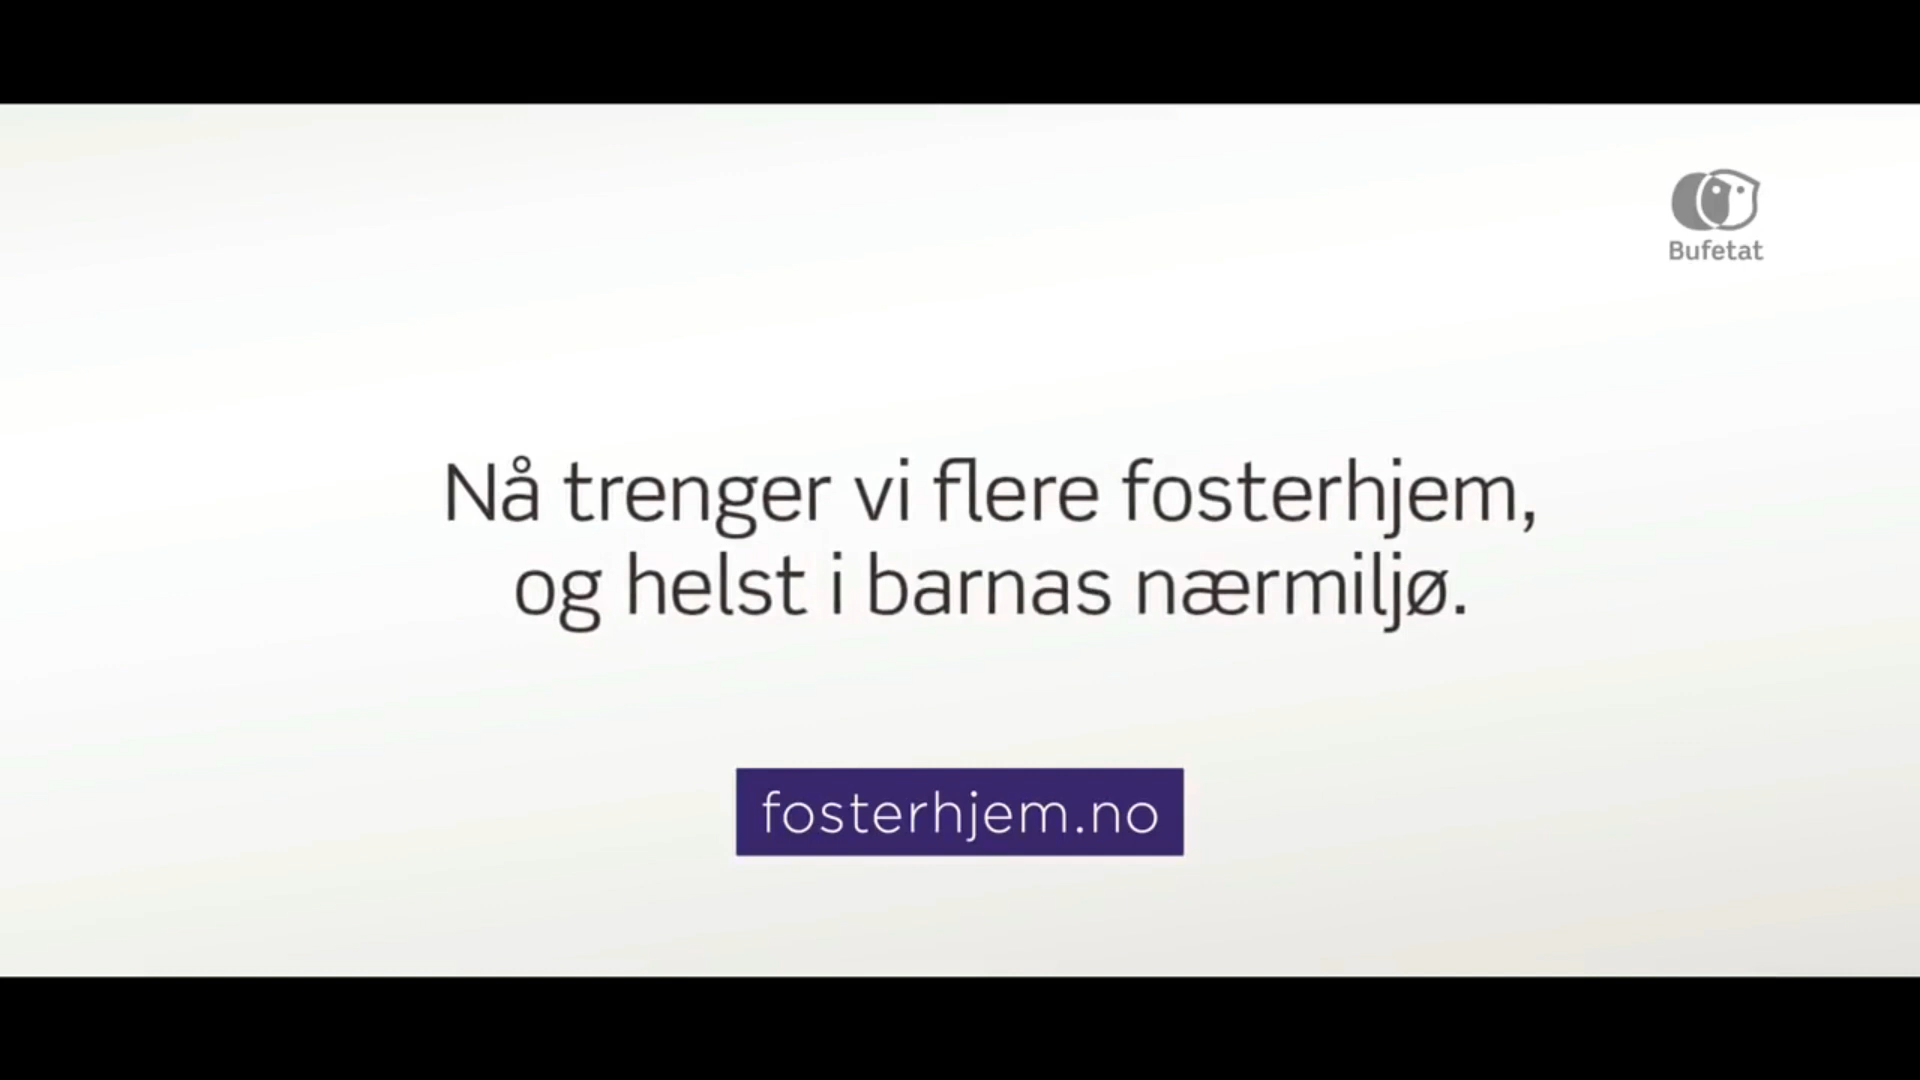 Bufetat
Nå trenger vi flere fosterhjem,
og helst i barnas nærmiljø.
fosterhjem.no